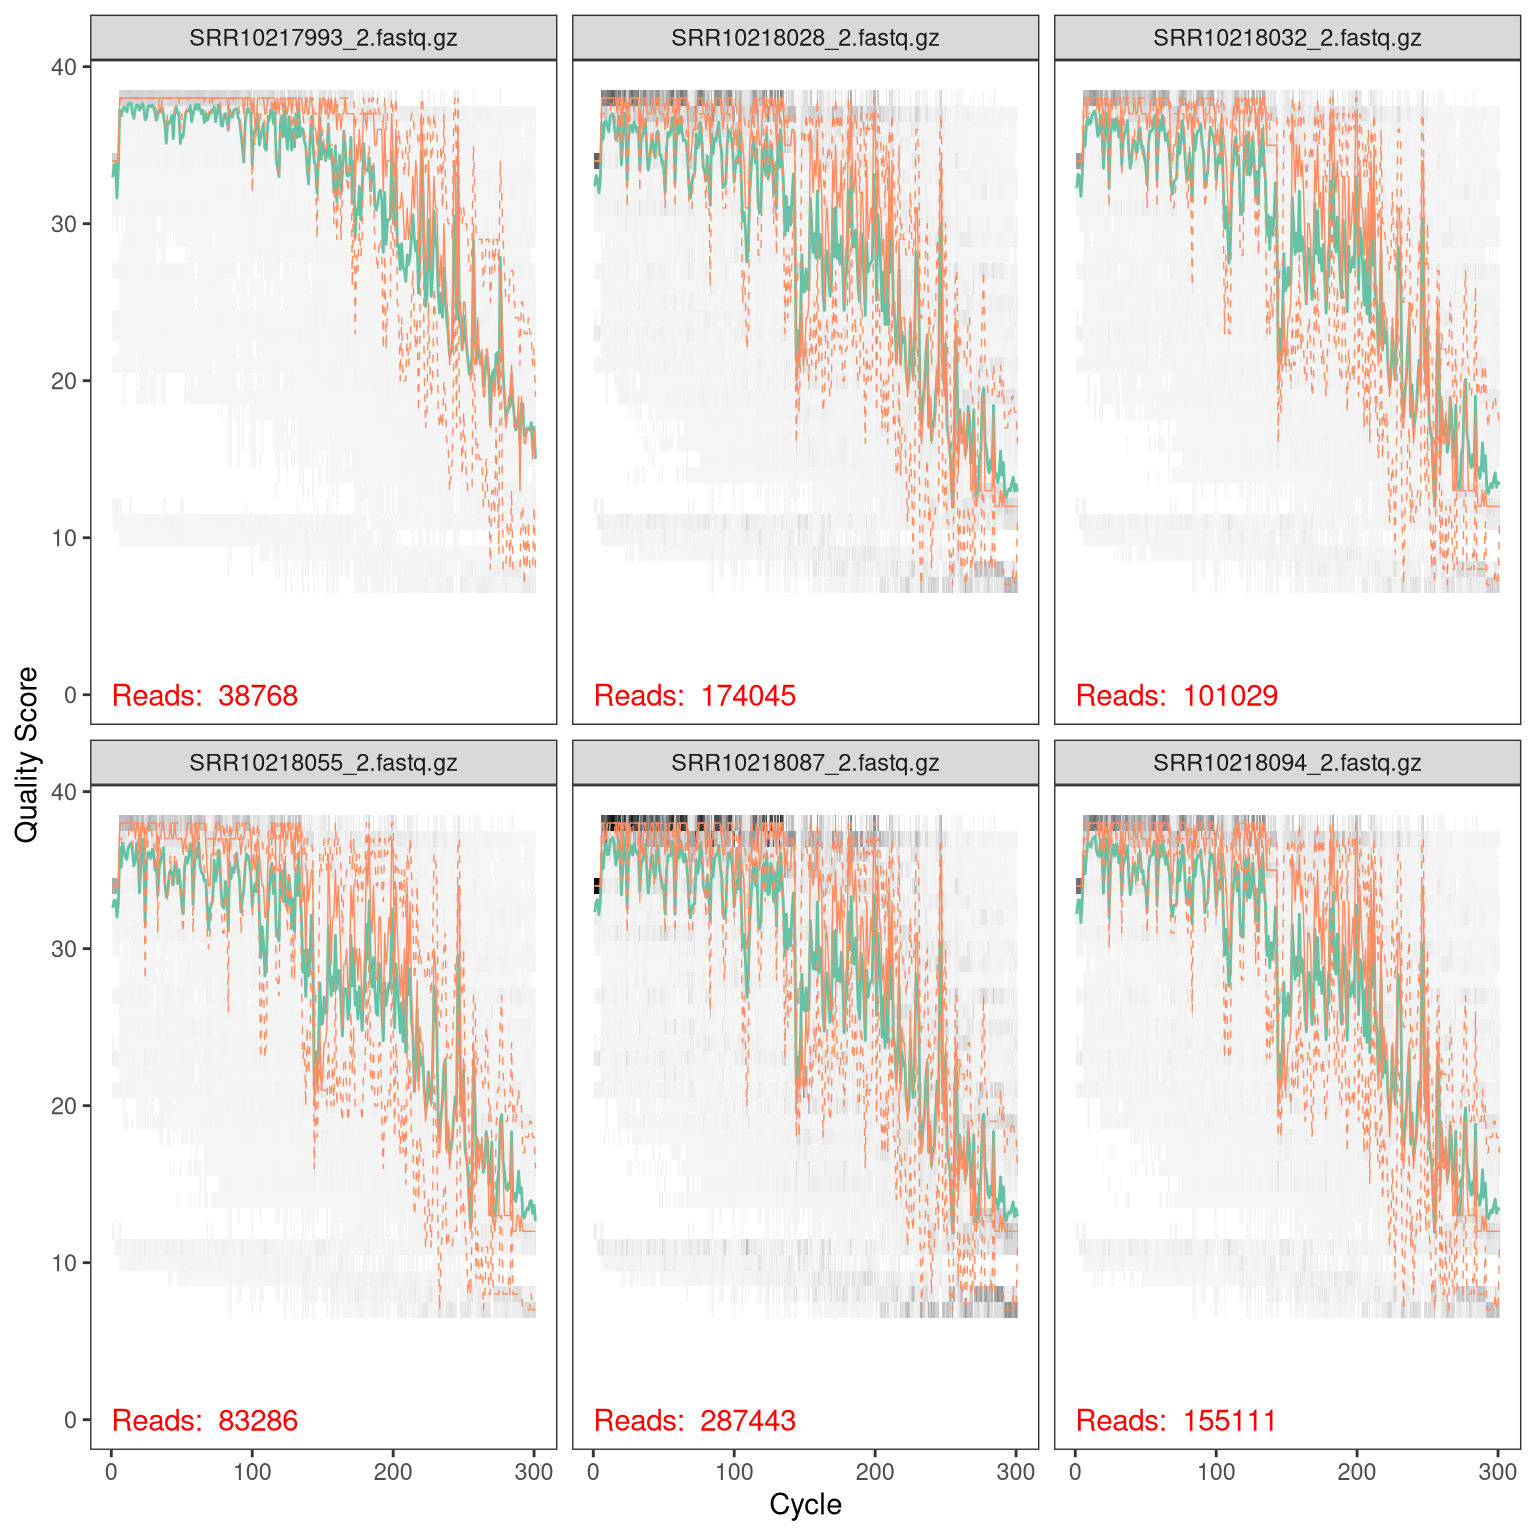 SRR10217993_2.fastq.gz
SRR10218028_2.fastq.gz
SRR10218032_2.fastq.gz
40
30
20
10
0
Reads: 38768
Reads: 174045
Reads: 101029
Quality Score
SRR10218055_2.fastq.gz
SRR10218087_2.fastq.gz
SRR10218094_2.fastq.gz
40
30
20
10
0
Reads: 83286
Reads: 287443
Reads: 155111
0 100 200 300
0 100 200 300
0 100 200 300
Cycle